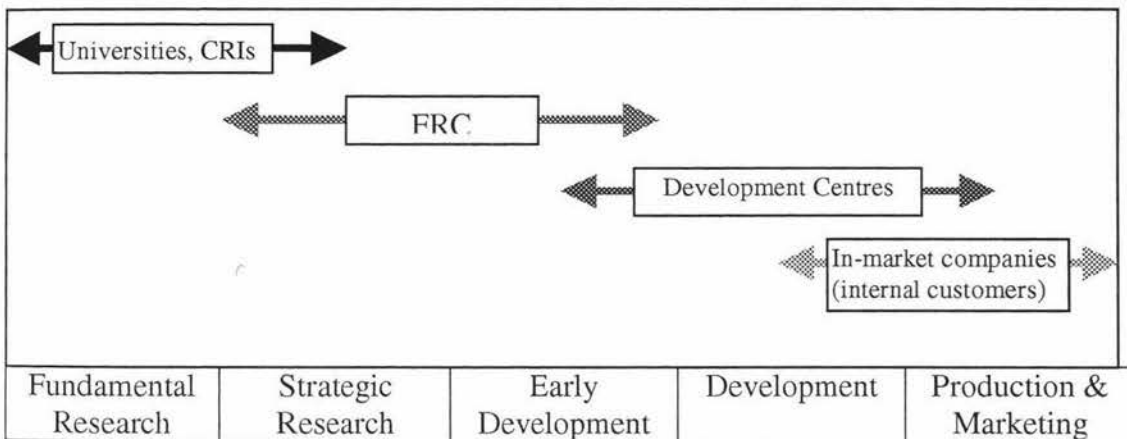 Universities, CRIs
FRC
Development Centres
In-market companies
(internal customers)
Fundamental
Research
Strategic
Research
Early
Development
Development
Production &
Marketing